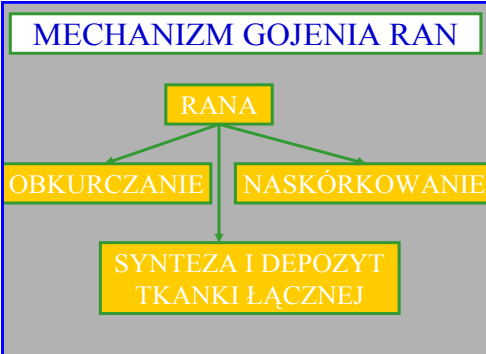 MECHANIZM GOJENIA RAN
RANA
OBKURCZANIE
NASKÓRKOWANIE
SYNTEZA I DEPOZYT
TKANKI ŁĄCZNEJ